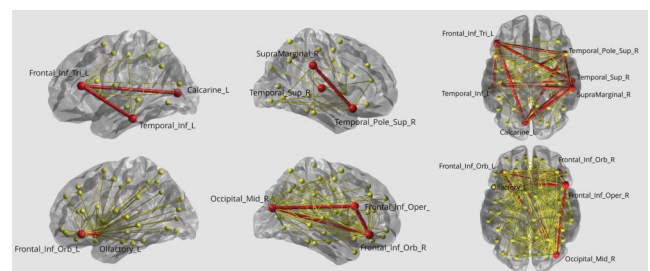 Frontal_Inf_Tri_L
Calcarine_L
Temporal_Inf_L
SupraMarginal_R
Temporal_Sup_R
Temporal_Pole_Sup_R
Frontal_Inf_Tri_L
Temporal_Pole_Sup_R
Temporal_Sup_R
Temporal_Inf_L
SupraMarginal_R
Calcarine_L
Frontal_Inf_Orb_L
Olfactory_L
Occipital_Mid_R
Frontal_Inf_Oper_
Frontal_Inf_Orb_R
Frontal_Inf_Orb_L
Frontal_Inf_Orb_R
Olfactory_L
Frontal_Inf_Oper_R
Occipital_Mid_R